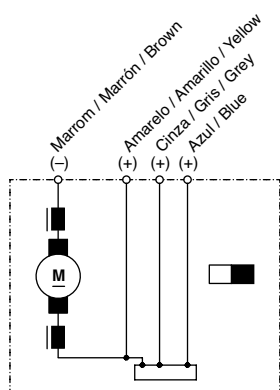 Marrom / Marrón / Brown
Amarelo / Amarillo / Yellow
Cinza / Gris / Grey
Azul / Blue
(–) (+) (+) (+)
M